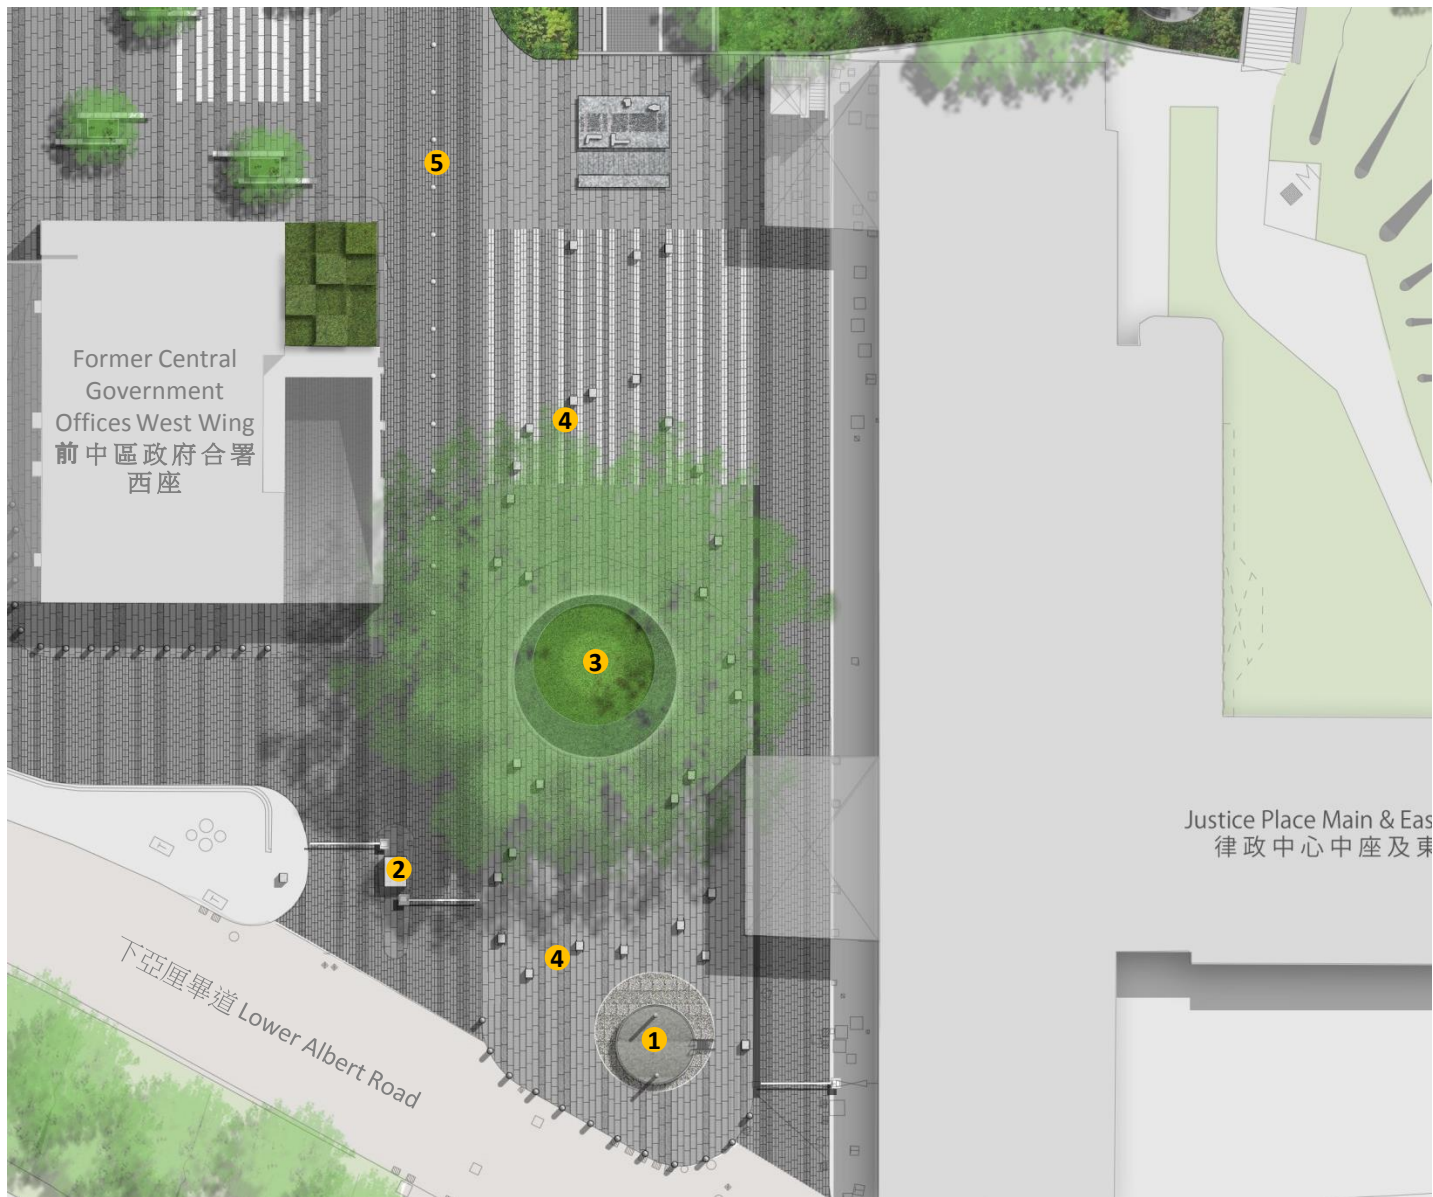 5
Former Central
Government
Offices West Wing
前中區政府合署
西座
4
3
Justice Place Main & Eas
律政中心中座及東
2
4
下亞厘畢道 Lower Albert Road
1